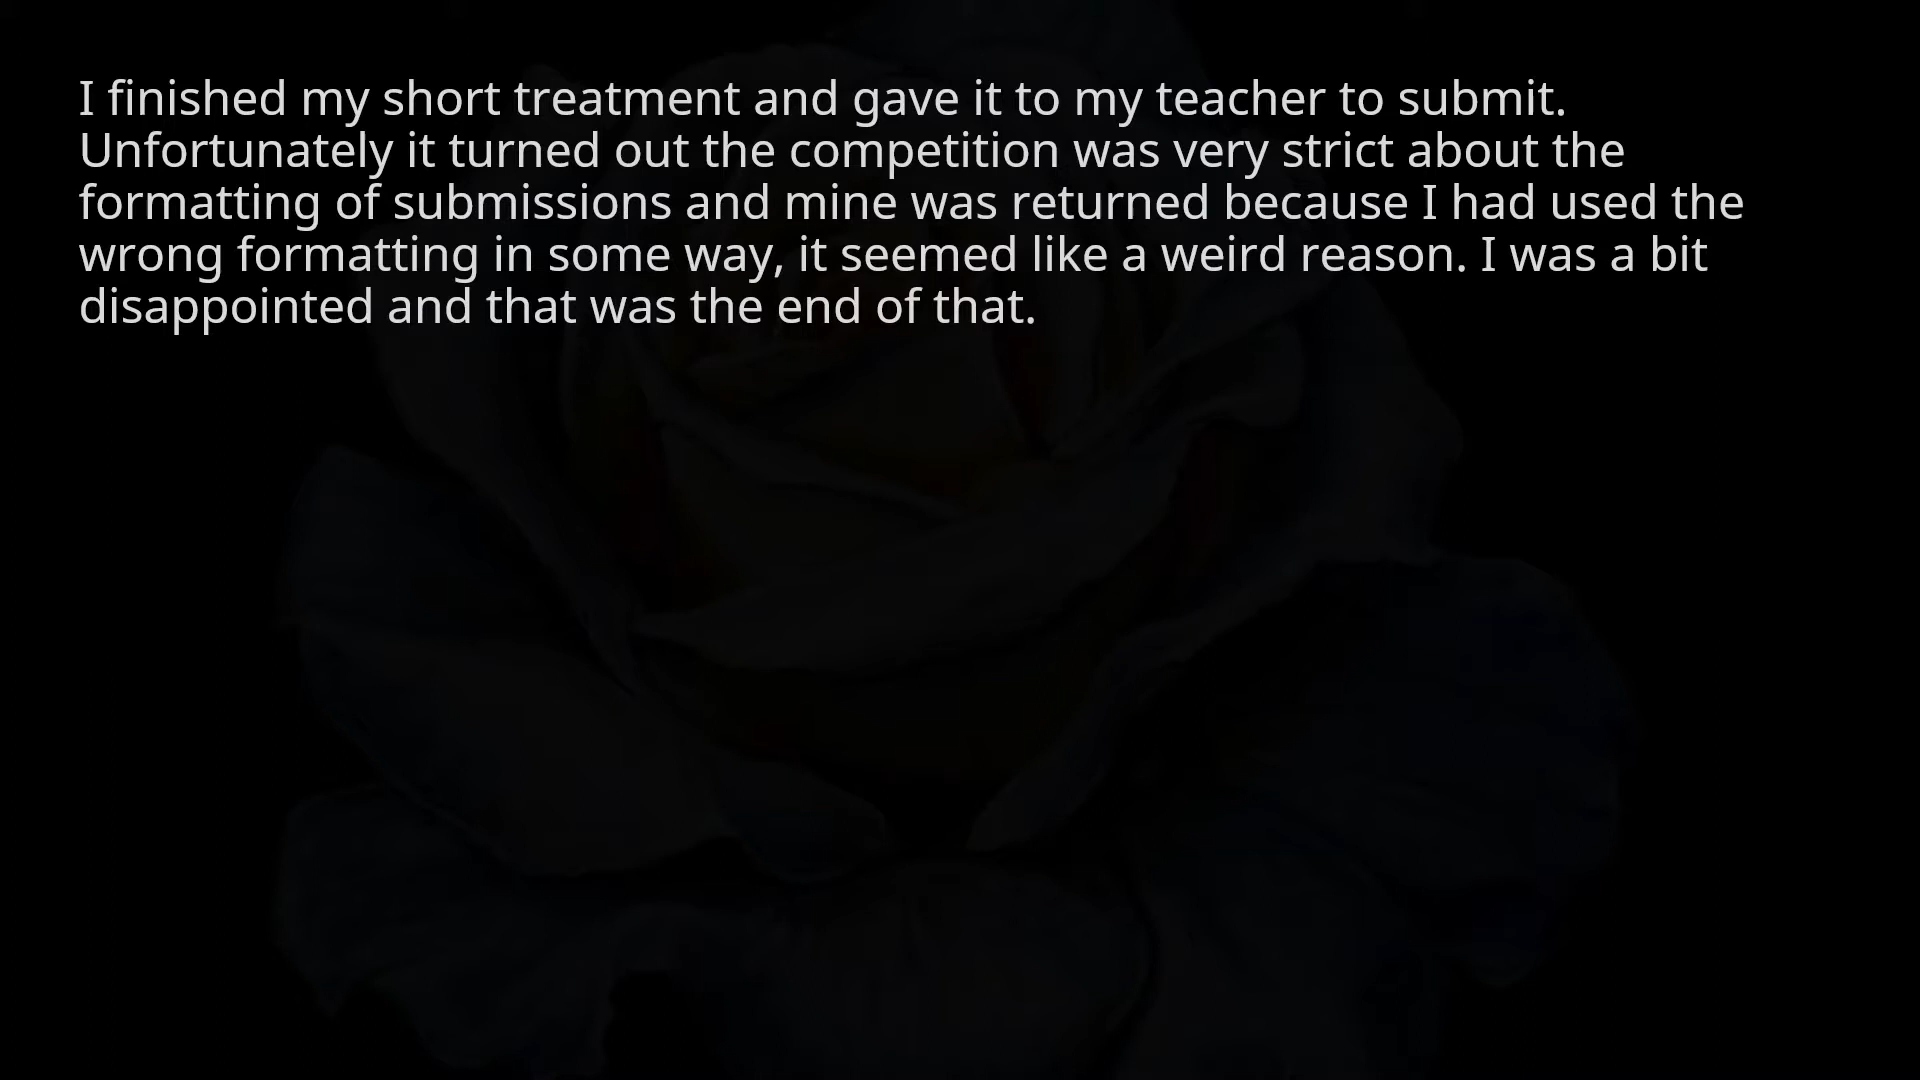 I finished my short treatment and gave it to my teacher to submit.
Unfortunately it turned out the competition was very strict about the
formatting of submissions and mine was returned because I had used the
wrong formatting in some way, it seemed like a weird reason. I was a bit
disappointed and that was the end of that.